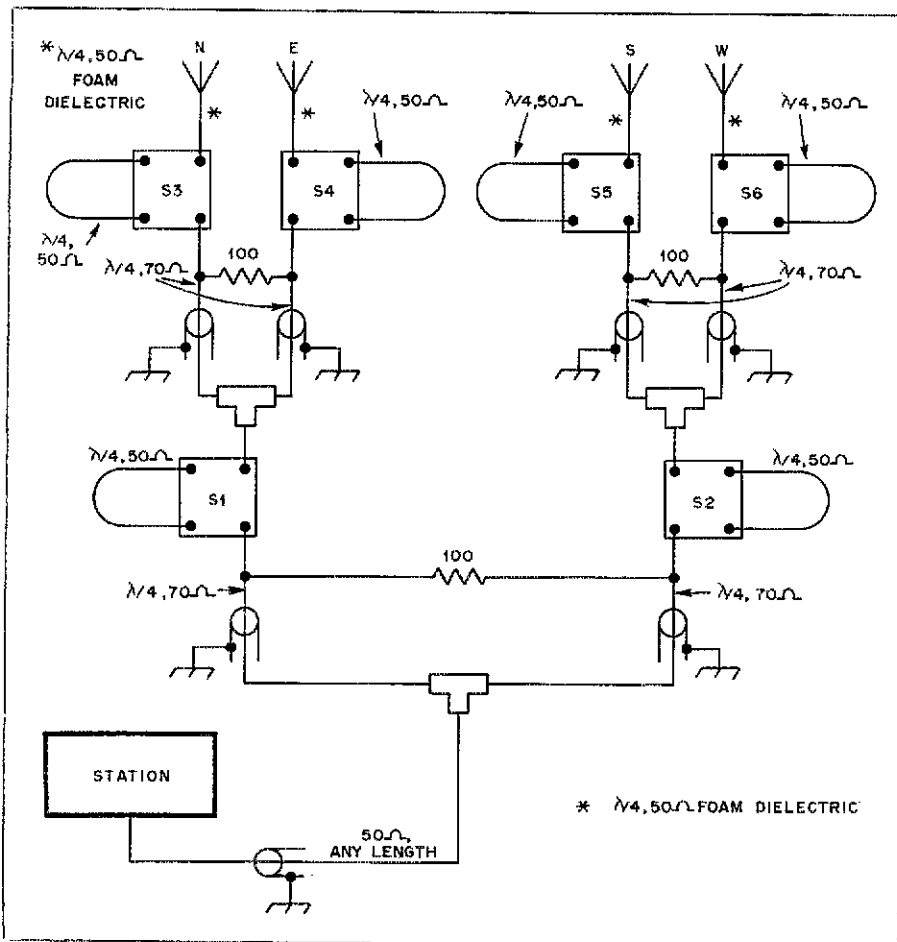 * λ/4, 50Ω
FOAM
DIELECTRIC
N
E
S
W
*
*
*
*
λ/4, 50Ω
λ/4, 50Ω
λ/4, 50Ω
S3
S4
S5
S6
λ/4,
50Ω
λ/4, 70Ω
100
100
λ/4, 70Ω
λ/4, 50Ω
S1
S2
λ/4, 50Ω
100
λ/4, 70Ω
λ/4, 70Ω
STATION
* λ/4, 50Ω FOAM DIELECTRIC
50Ω,
ANY LENGTH